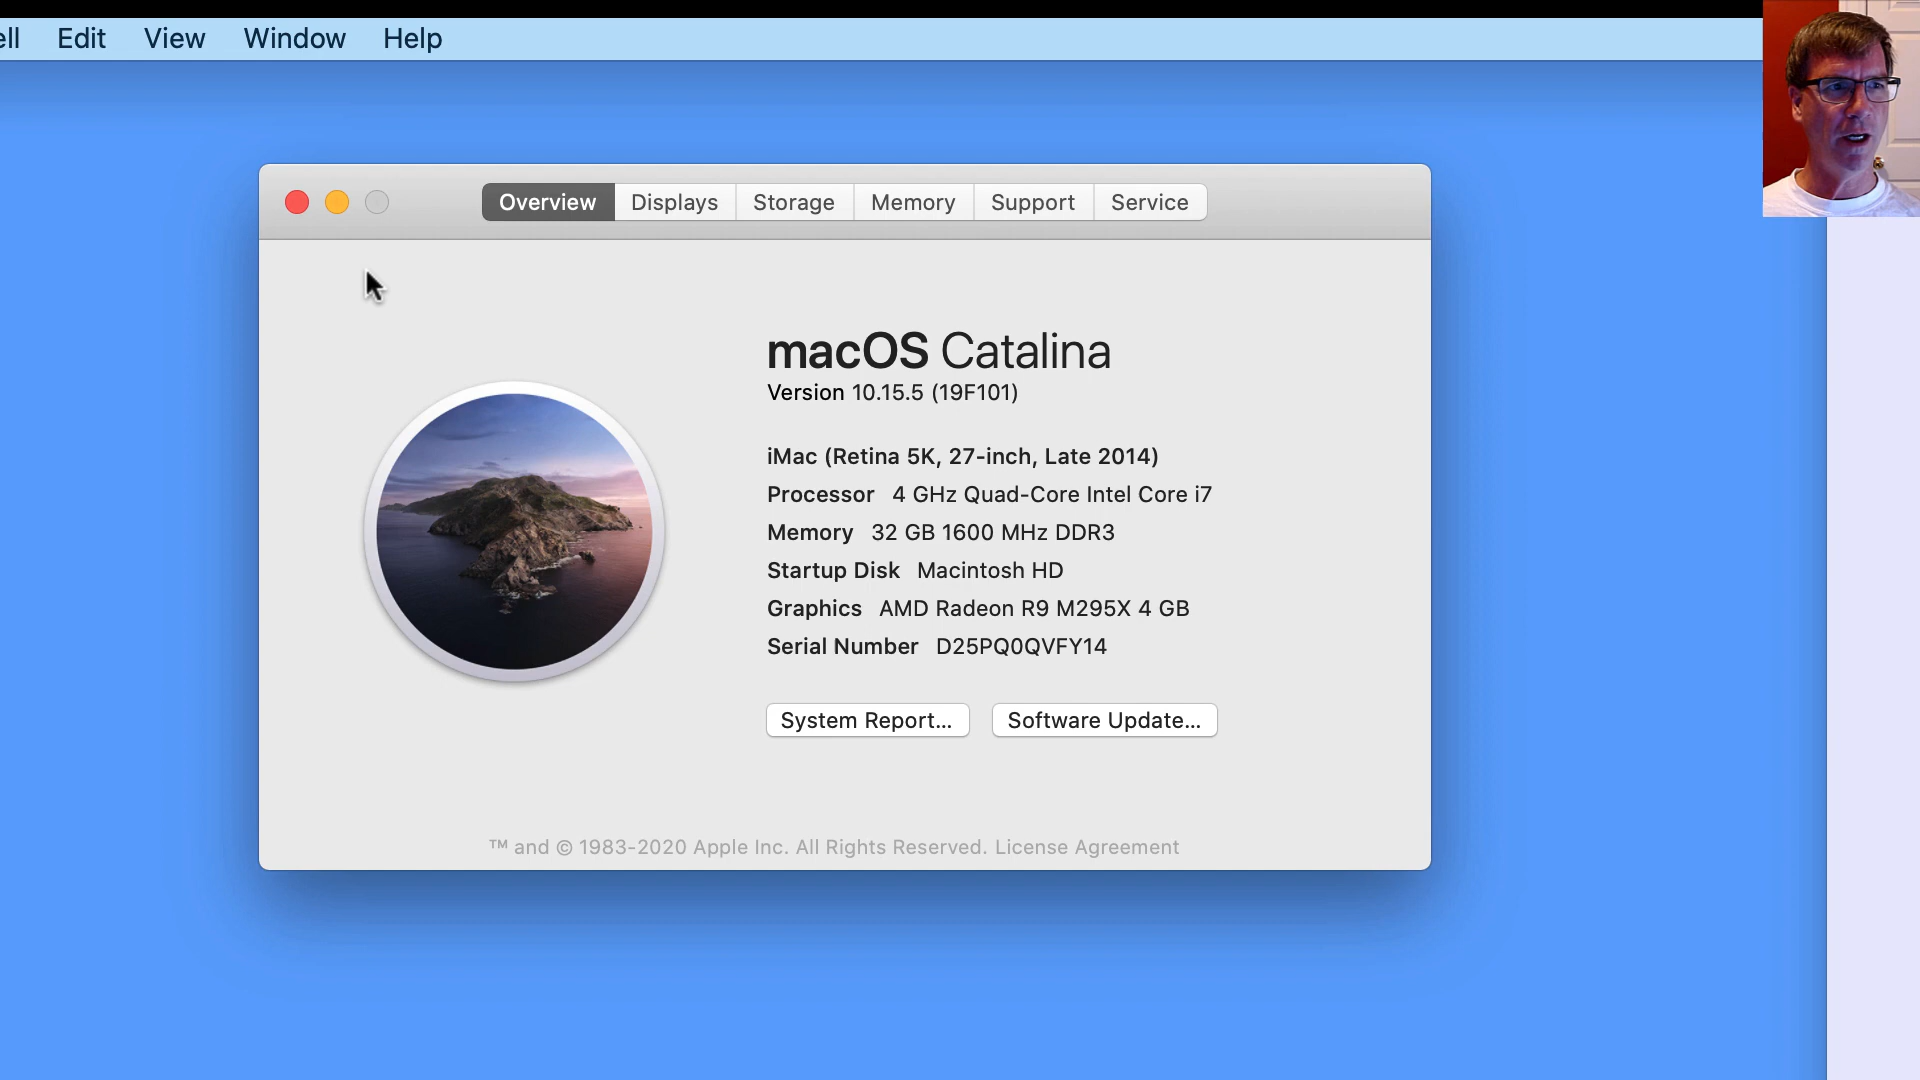 ell Edit View Window Help
Overview Displays Storage Memory Support Service
macOS Catalina
Version 10.15.5 (19F101)
iMac (Retina 5K, 27-inch, Late 2014)
Processor 4 GHz Quad-Core Intel Core i7
Memory 32 GB 1600 MHz DDR3
Startup Disk Macintosh HD
Graphics AMD Radeon R9 M295X 4 GB
Serial Number D25PQ0QVFY14
System Report... Software Update...
™ and © 1983-2020 Apple Inc. All Rights Reserved. License Agreement